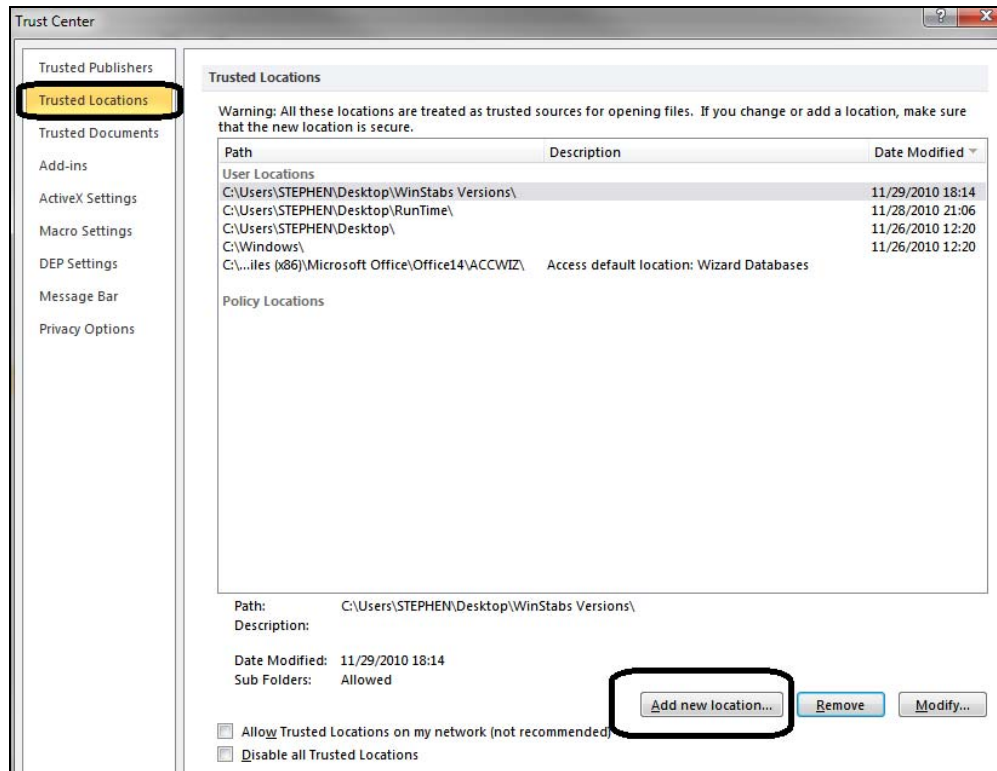 Trust Center
?
X
Trusted Publishers
Trusted Locations
Trusted Documents
Add-ins
ActiveX Settings
Macro Settings
DEP Settings
Message Bar
Privacy Options
Trusted Locations
Warning: All these locations are treated as trusted sources for opening files. If you change or add a location, make sure
that the new location is secure.
Path Description Date Modified
User Locations
C:\Users\STEPHEN\Desktop\WinStabs Versions\ 11/29/2010 18:14
C:\Users\STEPHEN\Desktop\RunTime\ 11/28/2010 21:06
C:\Users\STEPHEN\Desktop\ 11/26/2010 12:20
C:\Windows\ 11/26/2010 12:20
C:\...iles (x86)\Microsoft Office\Office14\ACCWIZ\ Access default location: Wizard Databases
Policy Locations
Path: C:\Users\STEPHEN\Desktop\WinStabs Versions\
Description:
Date Modified: 11/29/2010 18:14
Sub Folders: Allowed
Add new location... Remove Modify...
Allow Trusted Locations on my network (not recommended)
Disable all Trusted Locations